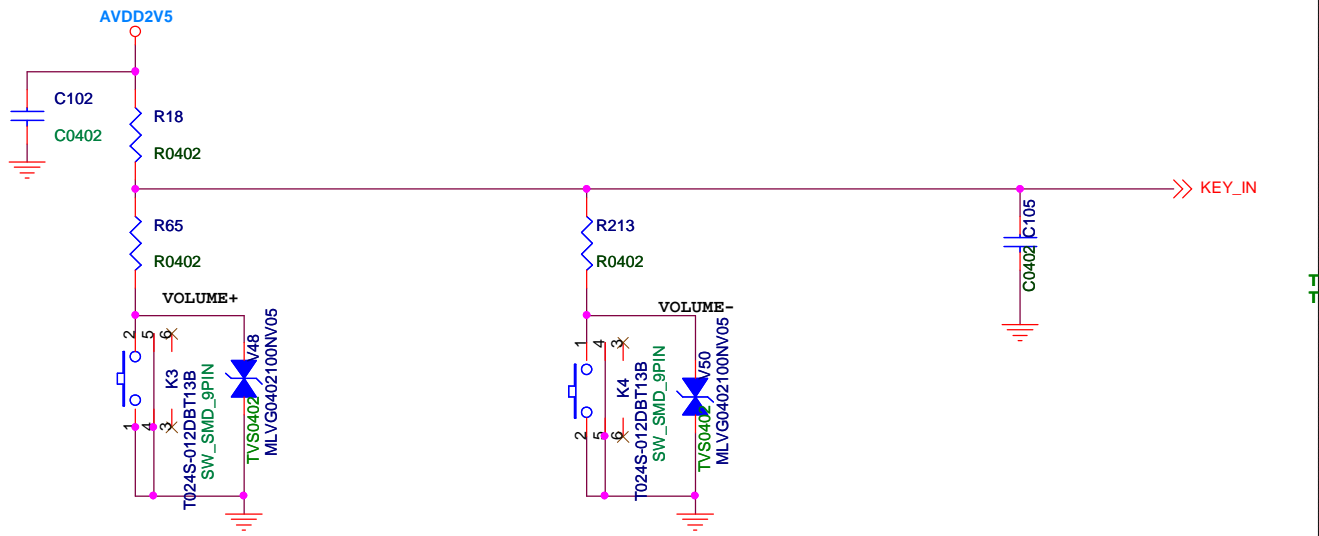 AVDD2V5
C102
C0402
R18
R0402
KEY_IN
R65
R0402
R213
R0402
C105
C0402
VOLUME+
VOLUME-
2 5 6
1 4 3
K3
T024S-012DBT13B
SW_SMD_9PIN
V48
TVS0402
MLVG0402100NV05
1 4 3
2 5 6
K4
T024S-012DBT13B
SW_SMD_9PIN
V50
TVS0402
MLVG0402100NV05
T
T